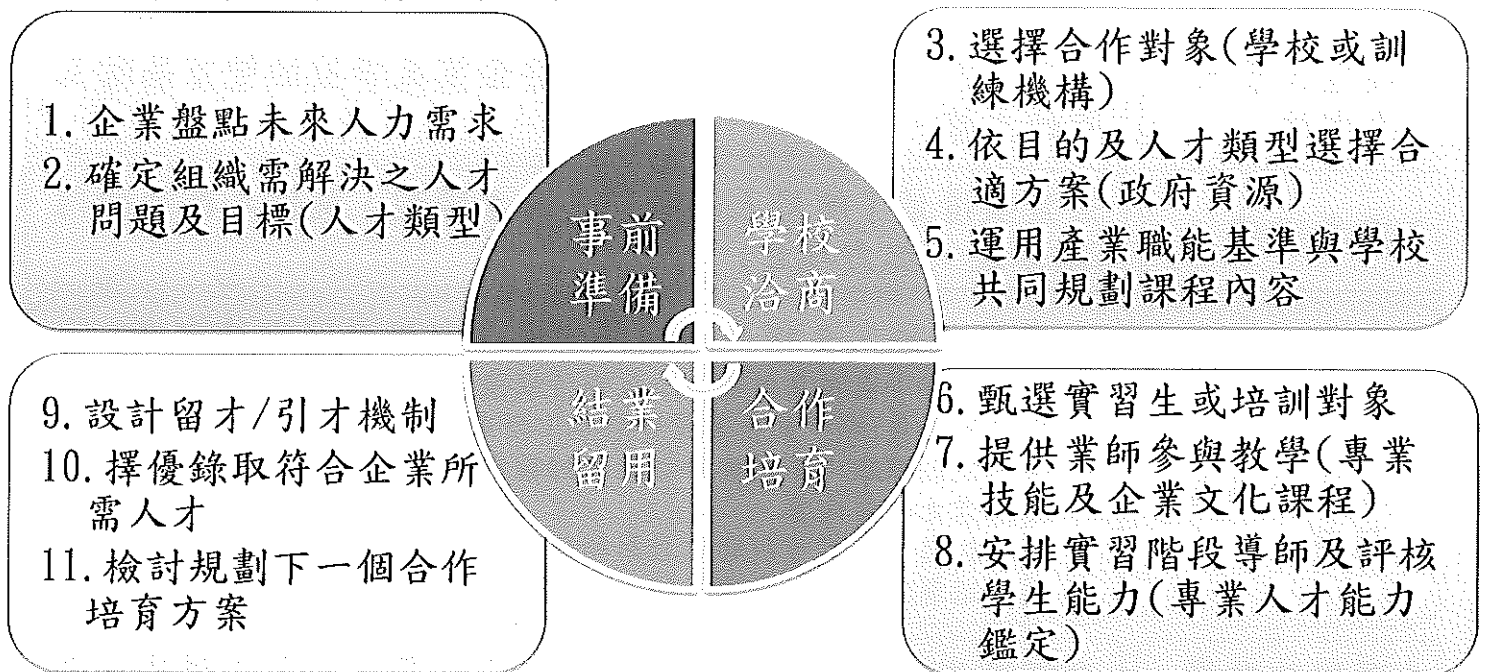 1. 企業盤點未來人力需求
2. 確定組織需解決之人才
問題及目標(人才類型)
事前
準備
3. 選擇合作對象(學校或訓
練機構)
4. 依目的及人才類型選擇合
適方案(政府資源)
5. 運用產業職能基準與學校
共同規劃課程內容
學校
洽商
6. 甄選實習生或培訓對象
7. 提供業師參與教學(專業
技能及企業文化課程)
8. 安排實習階段導師及評核
學生能力(專業人才能力
鑑定)
合作
培育
9. 設計留才/引才機制
10. 擇優錄取符合企業所
需人才
11. 檢討規劃下一個合作
培育方案
結業
留用